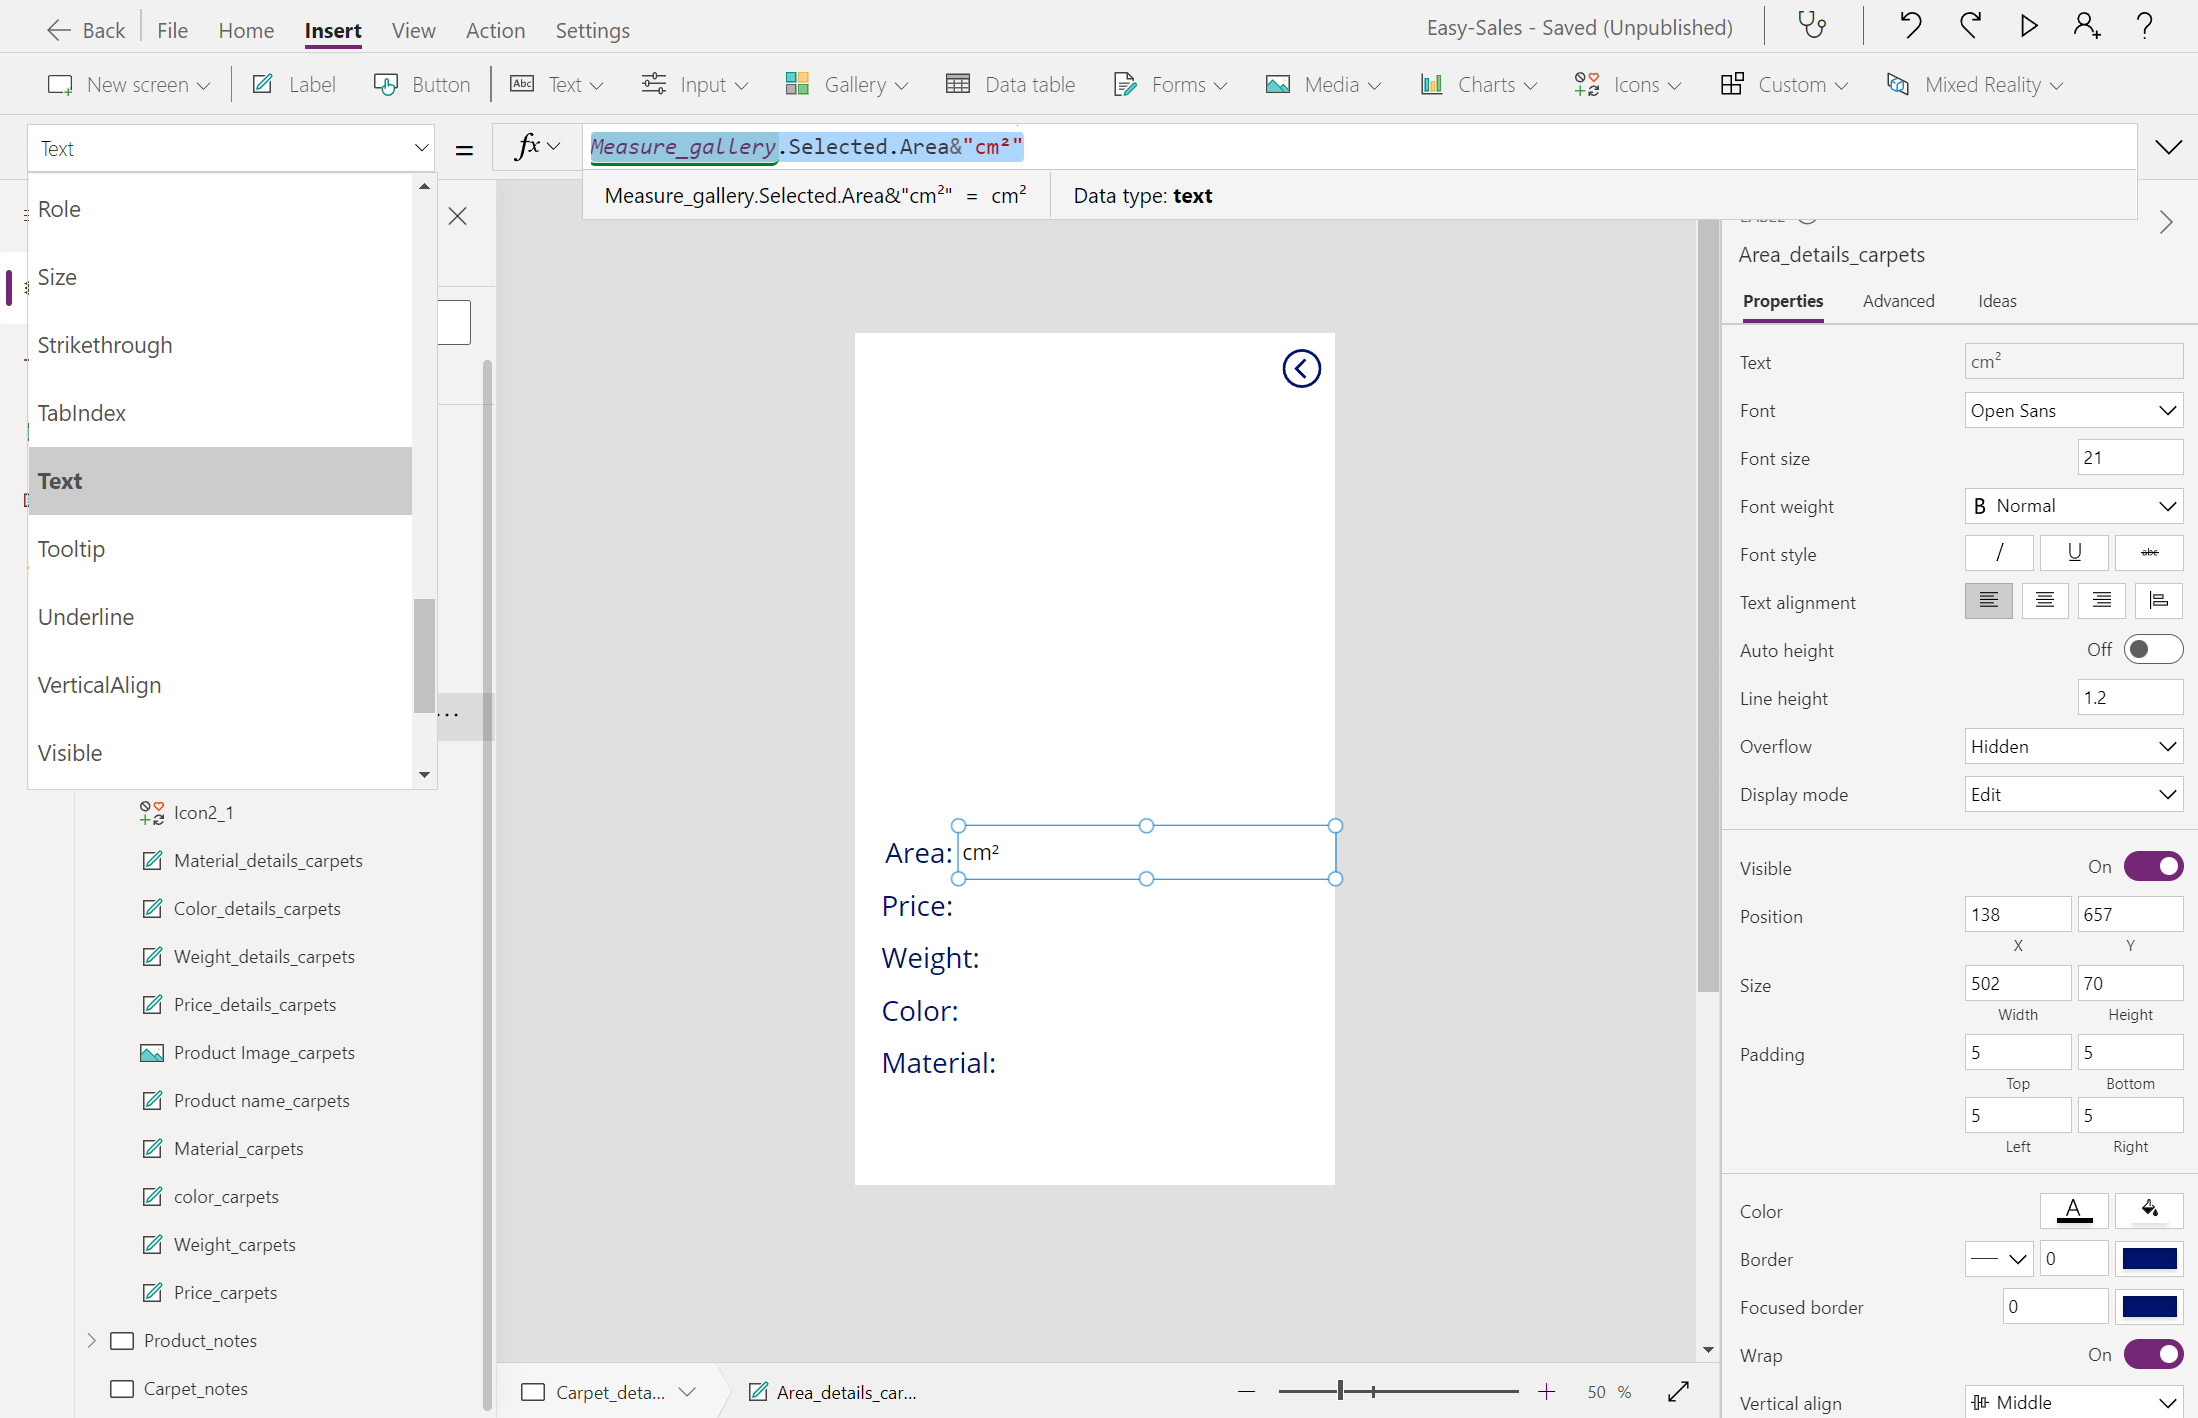 Back File Home Insert View Action Settings Easy-Sales - Saved (Unpublished)
New screen Label Button Abc Text Input Gallery Data table Forms Media Charts Icons Custom Mixed Reality
Text = fx Measure_gallery.Selected.Area&"cm²"
Measure_gallery.Selected.Area&"cm²" = cm² Data type: text
Role
Size
Strikethrough
TabIndex
Text
Tooltip
Underline
VerticalAlign
Visible
Icon2_1
Material_details_carpets
Color_details_carpets
Weight_details_carpets
Price_details_carpets
Product Image_carpets
Product name_carpets
Material_carpets
color_carpets
Weight_carpets
Price_carpets
Product_notes
Carpet_notes
Area: cm²
Price:
Weight:
Color:
Material:
Carpet_deta... Area_details_car... 50 %
Area_details_carpets
Properties Advanced Ideas
Text cm²
Font Open Sans
Font size 21
Font weight B Normal
Font style / U abc
Text alignment
Auto height Off
Line height 1.2
Overflow Hidden
Display mode Edit
Visible On
Position 138 657
X Y
Size 502 70
Width Height
Padding 5 5
Top Bottom
5 5
Left Right
Color A
Border 0
Focused border 0
Wrap On
Vertical align Middle